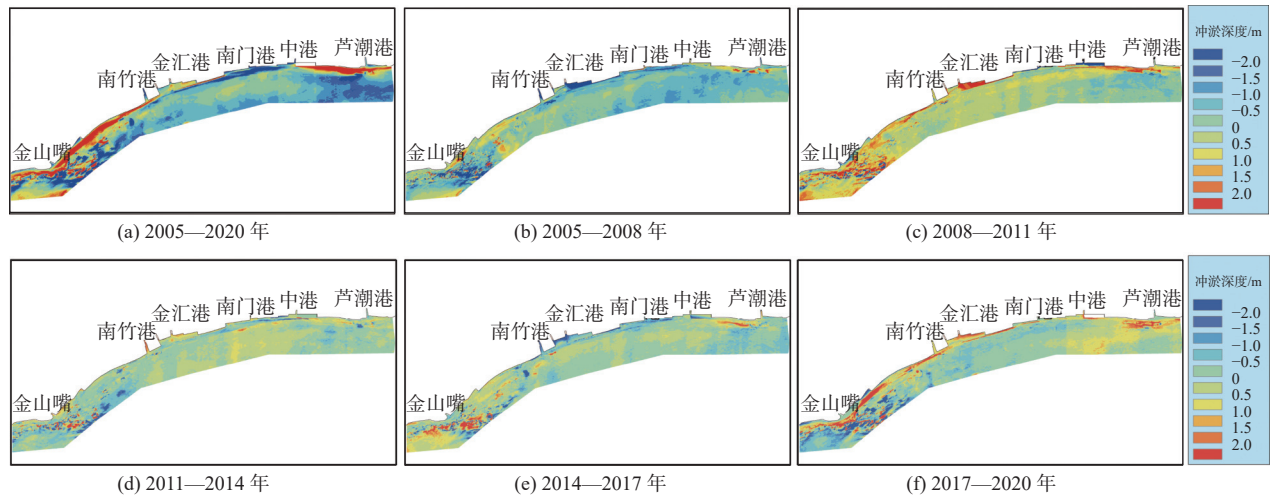 金山嘴
南竹港
金汇港
南门港
中港
芦潮港
(a) 2005—2020 年
金山嘴
南竹港
金汇港
南门港
中港
芦潮港
(b) 2005—2008 年
金山嘴
南竹港
金汇港
南门港
中港
芦潮港
(c) 2008—2011 年
冲淤深度/m
−2.0
−1.5
−1.0
−0.5
0
0.5
1.0
1.5
2.0
金山嘴
南竹港
金汇港
南门港
中港
芦潮港
(d) 2011—2014 年
金山嘴
南竹港
金汇港
南门港
中港
芦潮港
(e) 2014—2017 年
金山嘴
南竹港
金汇港
南门港
中港
芦潮港
(f) 2017—2020 年
冲淤深度/m
−2.0
−1.5
−1.0
−0.5
0
0.5
1.0
1.5
2.0